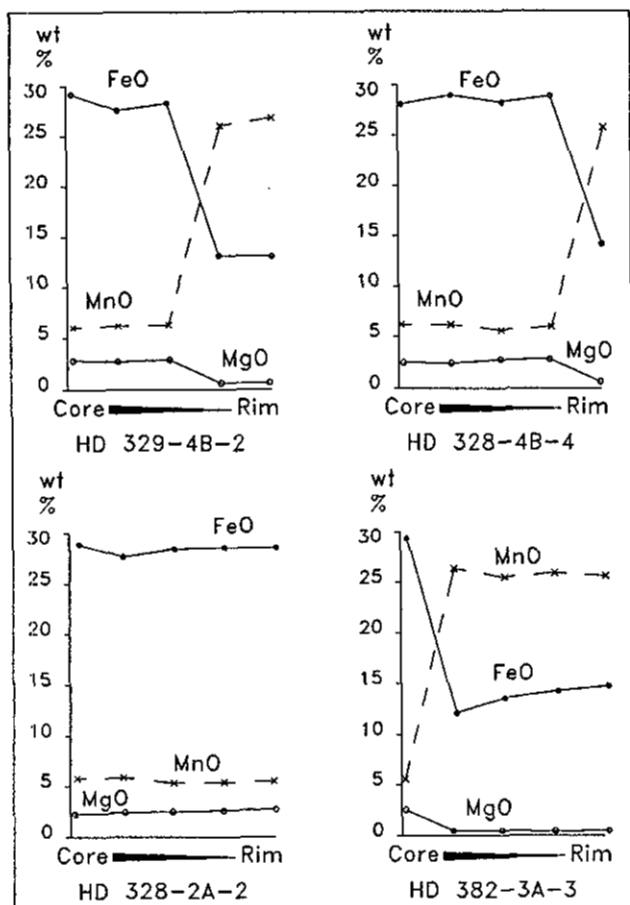 wt
%
FeO
30
25
20
15
10
5
0
MnO
MgO
Core Rim
HD 329-4B-2
wt
%
FeO
30
25
20
15
10
5
0
MnO
MgO
Core Rim
HD 328-4B-4
wt
%
FeO
30
25
20
15
10
5
0
MnO
MgO
Core Rim
HD 328-2A-2
wt
%
MnO
30
25
20
15
10
5
0
FeO
MgO
Core Rim
HD 382-3A-3